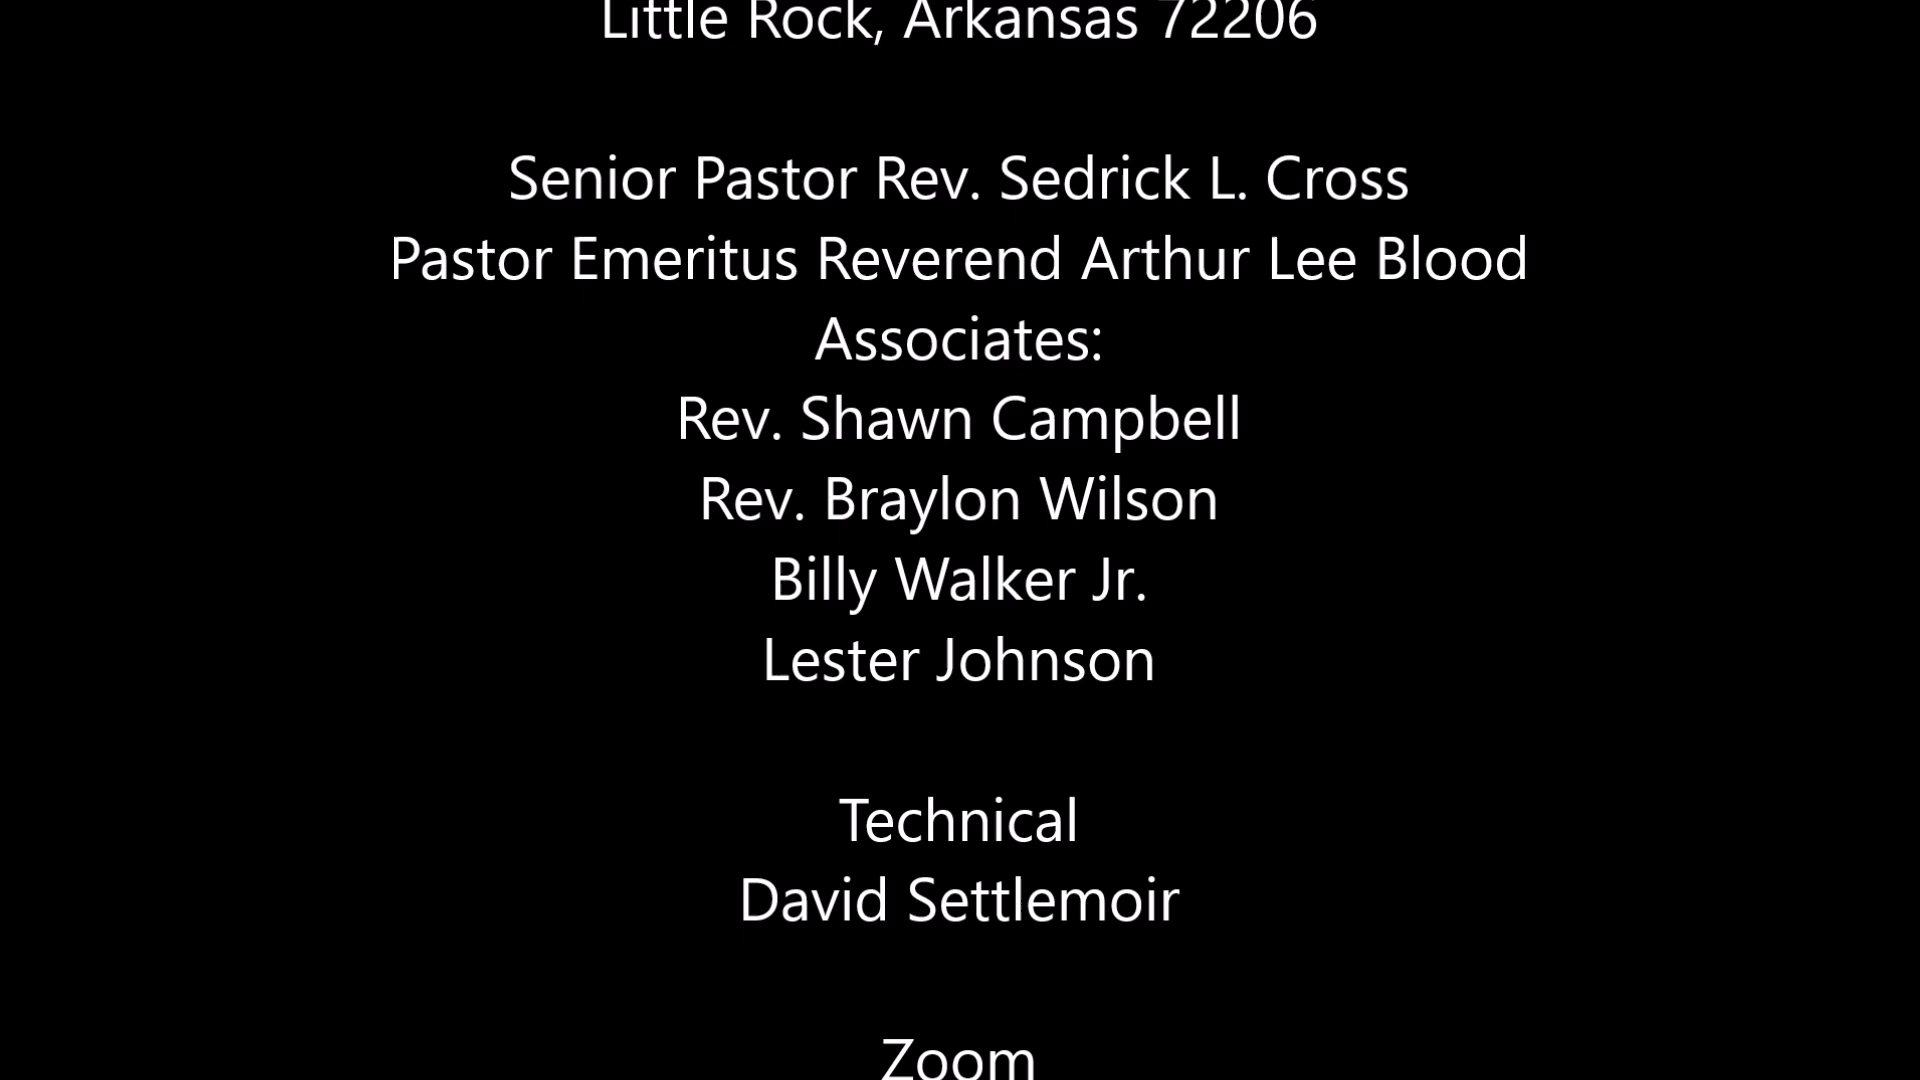 Little Rock, Arkansas 72206
Senior Pastor Rev. Sedrick L. Cross
Pastor Emeritus Reverend Arthur Lee Blood
Associates:
Rev. Shawn Campbell
Rev. Braylon Wilson
Billy Walker Jr.
Lester Johnson
Technical
David Settlemoir
Zoom